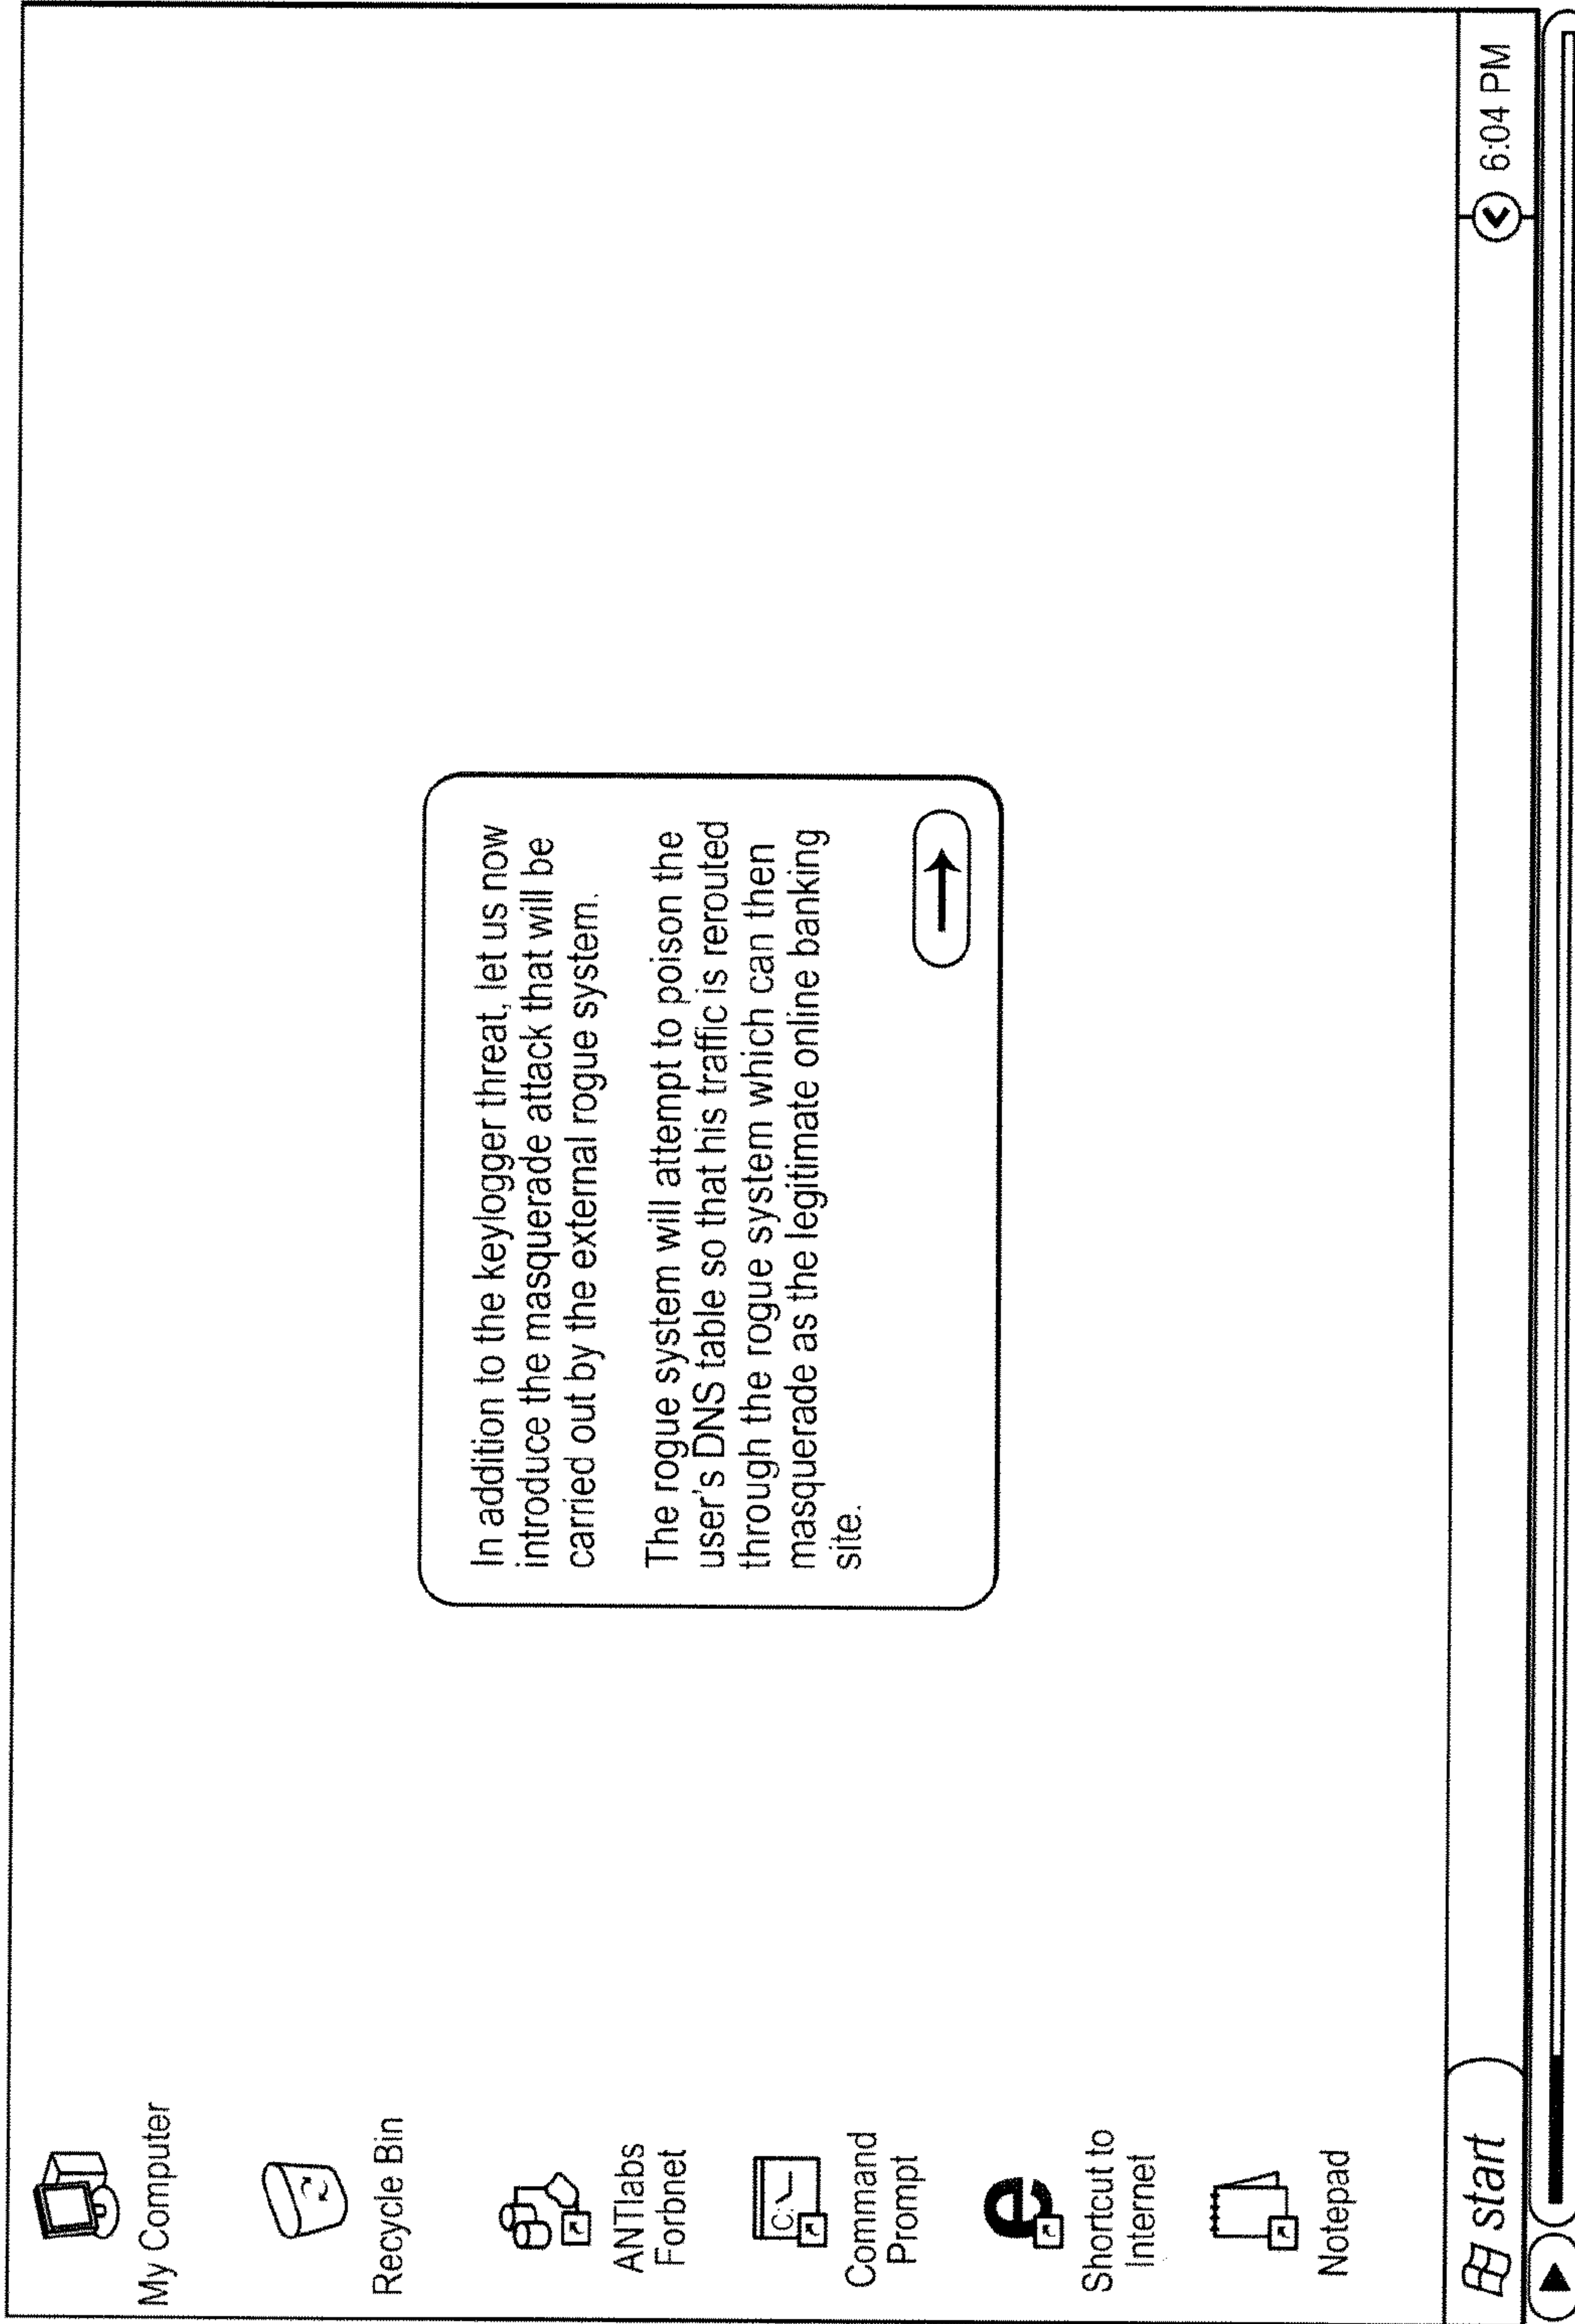 My Computer
Recycle Bin
ANTlabs
Forbnet
C:
Command
Prompt
e
Shortcut to
Internet
Notepad
In addition to the keylogger threat, let us now
introduce the masquerade attack that will be
carried out by the external rogue system.
The rogue system will attempt to poison the
user's DNS table so that his traffic is rerouted
through the rogue system which can then
masquerade as the legitimate online banking
site.
start
6:04 PM